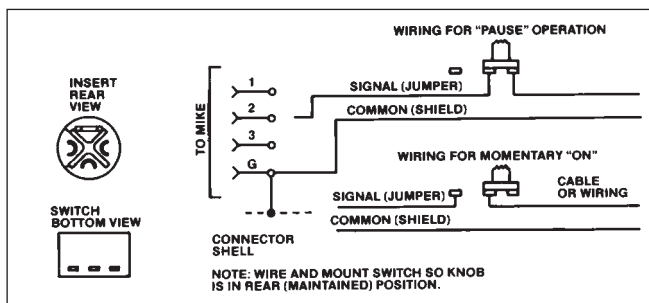 WIRING FOR "PAUSE" OPERATION
INSERT
REAR
VIEW
TO MIKE
1
2
3
G
SIGNAL (JUMPER)
COMMON (SHIELD)
WIRING FOR MOMENTARY "ON"
SIGNAL (JUMPER)
CABLE
OR WIRING
COMMON (SHIELD)
SWITCH
BOTTOM VIEW
CONNECTOR
SHELL
NOTE: WIRE AND MOUNT SWITCH SO KNOB
IS IN REAR (MAINTAINED) POSITION.